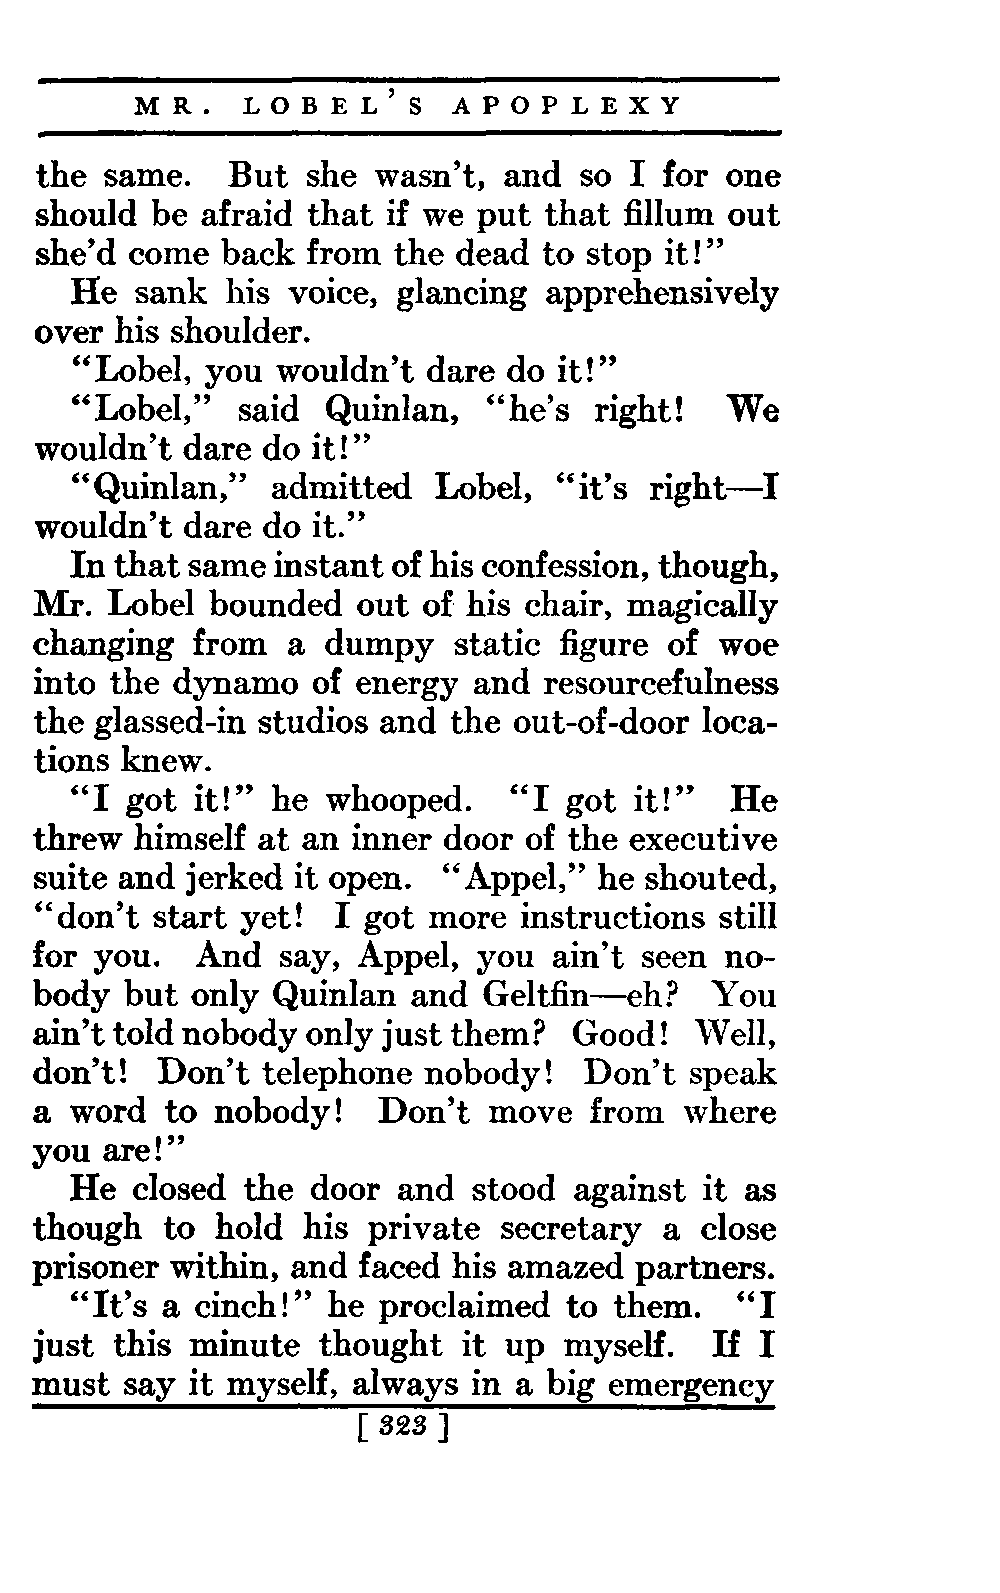 MR. LOBEL'S APOPLEXY
the same. But she wasn't, and so I for one
should be afraid that if we put that fillum out
she'd come back from the dead to stop it!"
He sank his voice, glancing apprehensively
over his shoulder.
"Lobel, you wouldn't dare do it!"
"Lobel," said Quinlan, "he's right! We
wouldn't dare do it!"
"Quinlan," admitted Lobel, "it's right—I
wouldn't dare do it."
In that same instant of his confession, though,
Mr. Lobel bounded out of his chair, magically
changing from a dumpy static figure of woe
into the dynamo of energy and resourcefulness
the glassed-in studios and the out-of-door loca-
tions knew.
"I got it!" he whooped. "I got it!" He
threw himself at an inner door of the executive
suite and jerked it open. "Appel," he shouted,
"don't start yet! I got more instructions still
for you. And say, Appel, you ain't seen no-
body but only Quinlan and Geltfin—eh? You
ain't told nobody only just them? Good! Well,
don't! Don't telephone nobody! Don't speak
a word to nobody! Don't move from where
you are!"
He closed the door and stood against it as
though to hold his private secretary a close
prisoner within, and faced his amazed partners.
"It's a cinch!" he proclaimed to them. "I
just this minute thought it up myself. If I
must say it myself, always in a big emergency
[ 323 ]